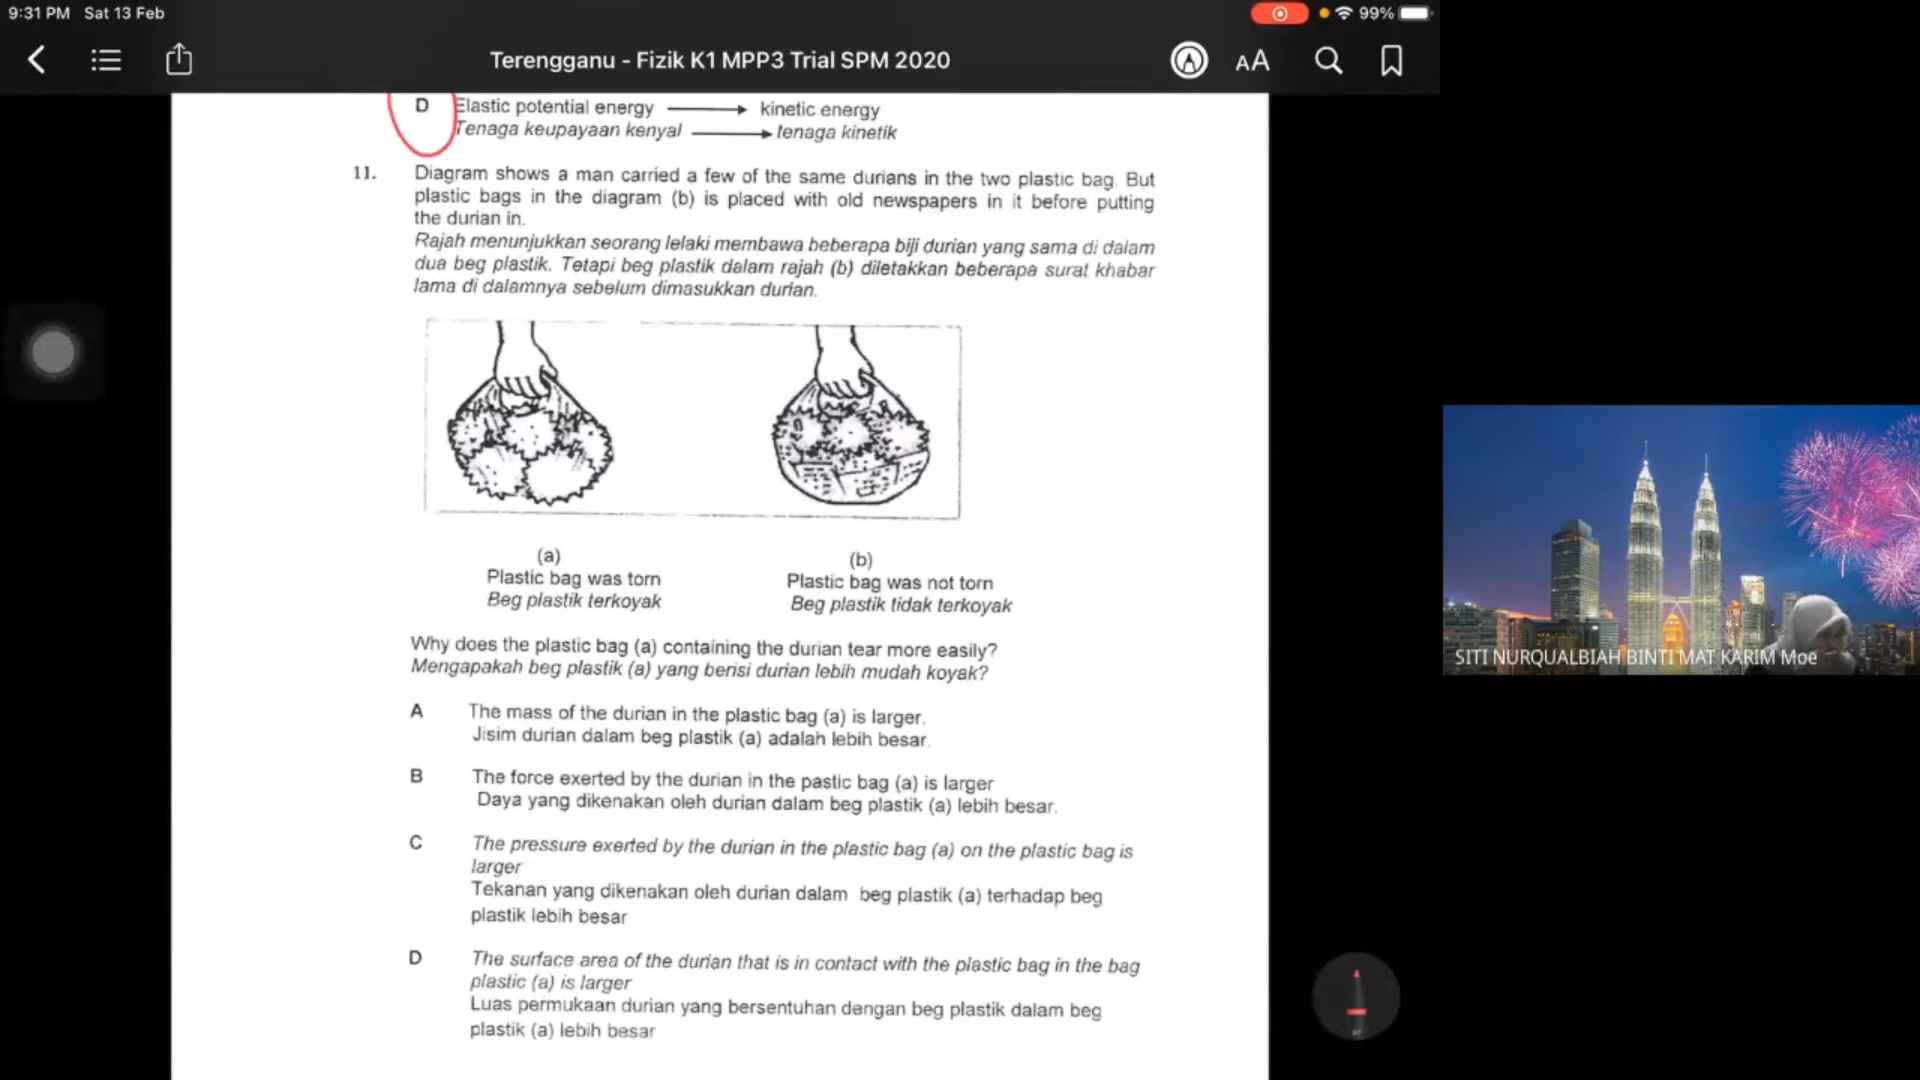 9:31 PM Sat 13 Feb
99%
Terengganu - Fizik K1 MPP3 Trial SPM 2020
AA
D Elastic potential energy → kinetic energy
Tenaga keupayaan kenyal → tenaga kinetik
11. Diagram shows a man carried a few of the same durians in the two plastic bag. But
plastic bags in the diagram (b) is placed with old newspapers in it before putting
the durian in.
Rajah menunjukkan seorang lelaki membawa beberapa biji durian yang sama di dalam
dua beg plastik. Tetapi beg plastik dalam rajah (b) diletakkan beberapa surat khabar
lama di dalamnya sebelum dimasukkan durian.
(a)
Plastic bag was torn
Beg plastik terkoyak
(b)
Plastic bag was not torn
Beg plastik tidak terkoyak
Why does the plastic bag (a) containing the durian tear more easily?
Mengapakah beg plastik (a) yang berisi durian lebih mudah koyak?
A The mass of the durian in the plastic bag (a) is larger.
Jisim durian dalam beg plastik (a) adalah lebih besar.
B The force exerted by the durian in the pastic bag (a) is larger
Daya yang dikenakan oleh durian dalam beg plastik (a) lebih besar.
C The pressure exerted by the durian in the plastic bag (a) on the plastic bag is
larger
Tekanan yang dikenakan oleh durian dalam beg plastik (a) terhadap beg
plastik lebih besar
D The surface area of the durian that is in contact with the plastic bag in the bag
plastic (a) is larger
Luas permukaan durian yang bersentuhan dengan beg plastik dalam beg
plastik (a) lebih besar
SITI NURQUALBIAH BINTI MAT KARIM Moe